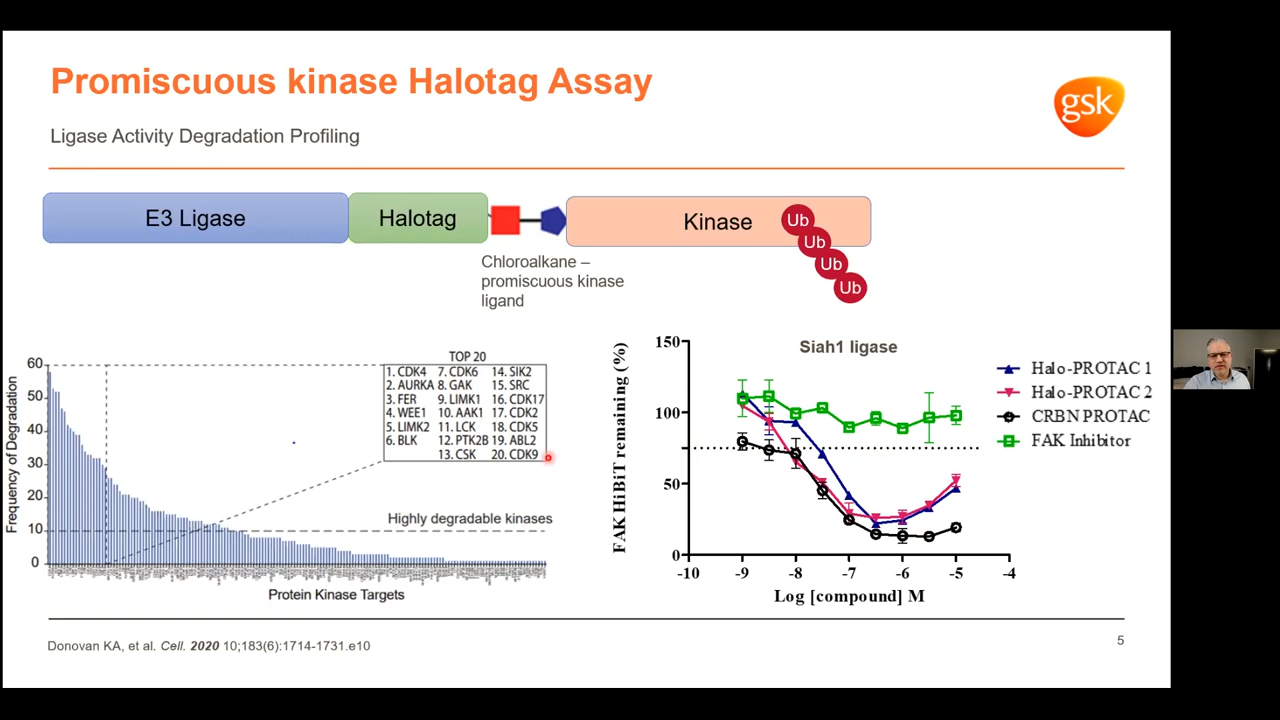 Promiscuous kinase Halotag Assay
gsk
Ligase Activity Degradation Profiling
E3 Ligase
Halotag
Kinase
Ub
Ub
Ub
Ub
Chloroalkane –
promiscuous kinase
ligand
Frequency of Degradation
60
50
40
30
20
10
0
TOP 20
1. CDK4 7. CDK6 14. SIK2
2. AURKA 8. GAK 15. SRC
3. FER 9. LIMK1 16. CDK17
4. WEE1 10. AAK1 17. CDK2
5. LIMK2 11. LCK 18. CDK5
6. BLK 12. PTK2B 19. ABL2
13. CSK 20. CDK9
Highly degradable kinases
Protein Kinase Targets
FAK HiBiT remaining (%)
150
100
50
0
Siah1 ligase
-10 -9 -8 -7 -6 -5 -4
Log [compound] M
Halo-PROTAC 1
Halo-PROTAC 2
CRBN PROTAC
FAK Inhibitor
Donovan KA, et al. Cell. 2020 10;183(6):1714-1731.e10
5